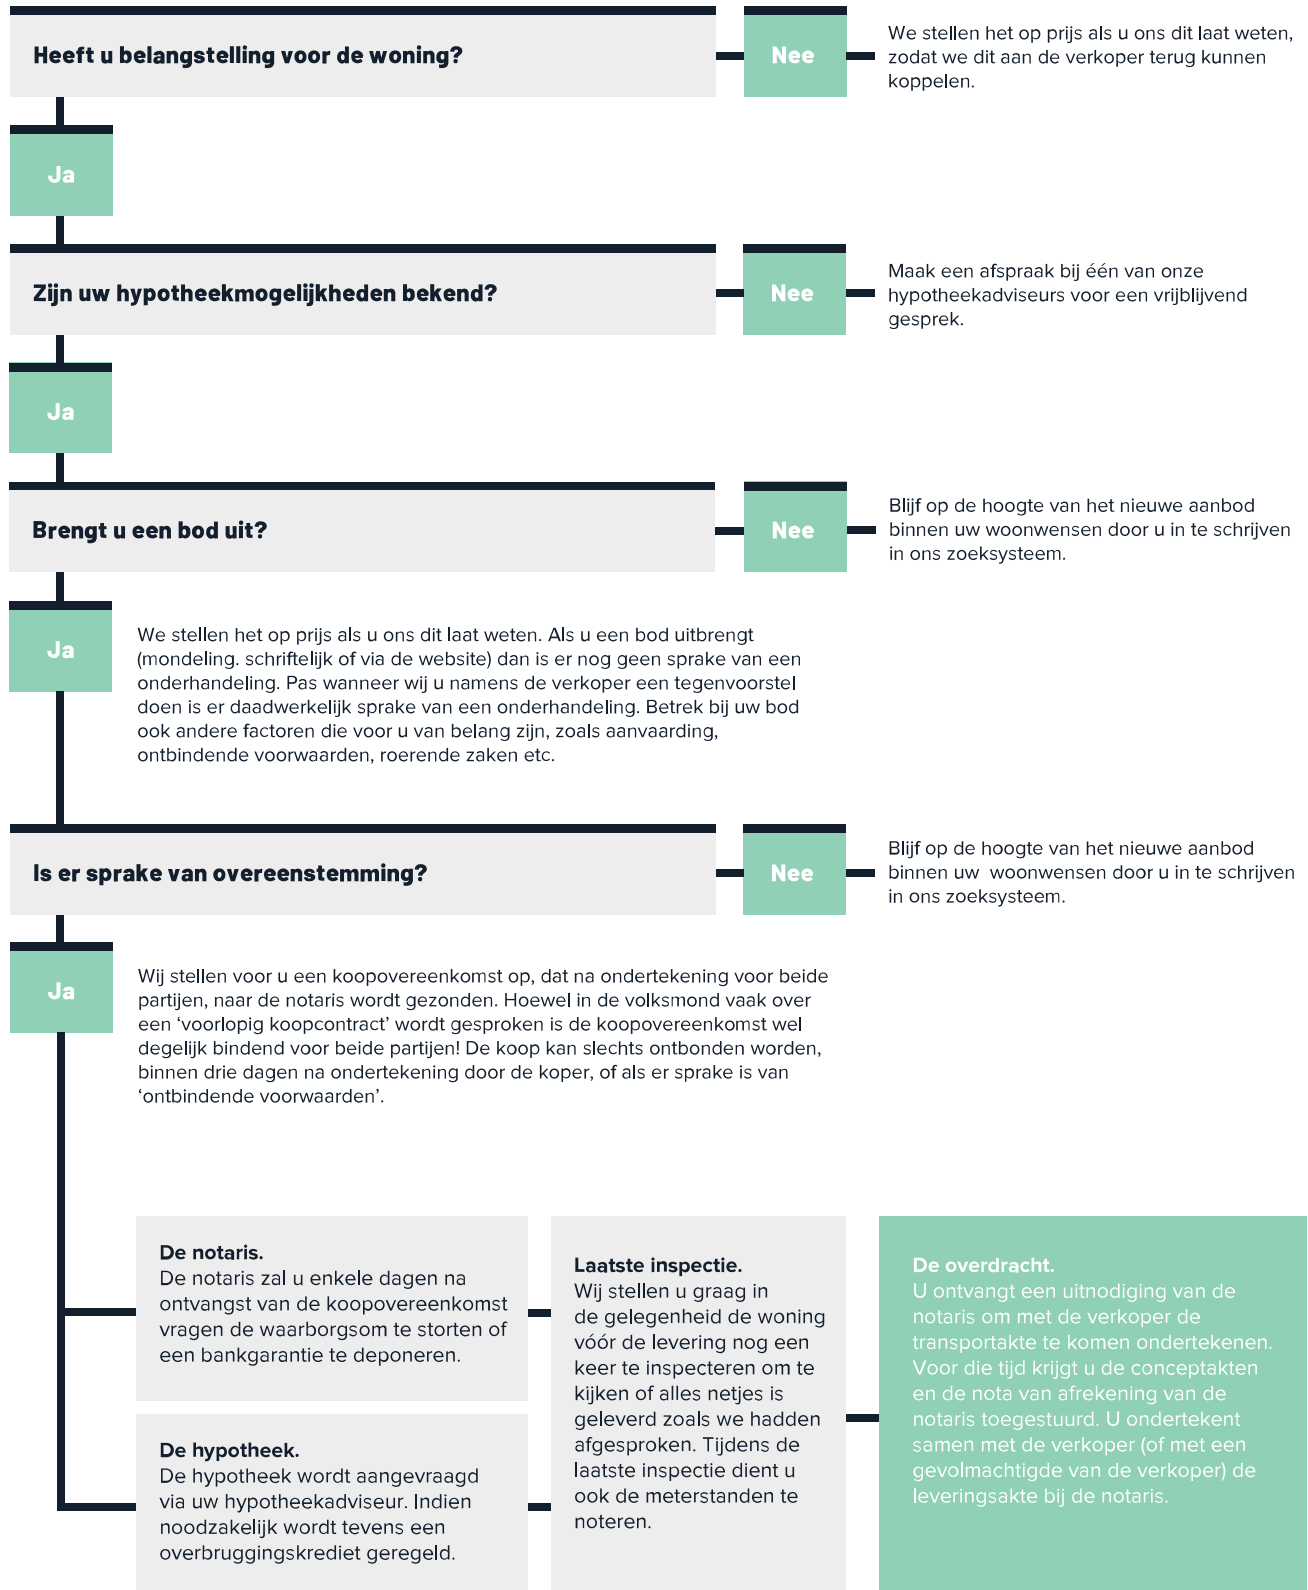 Heeft u belangstelling voor de woning?
Nee
We stellen het op prijs als u ons dit laat weten,
zodat we dit aan de verkoper terug kunnen
koppelen.
Ja
Zijn uw hypotheekmogelijkheden bekend?
Nee
Maak een afspraak bij één van onze
hypotheekadviseurs voor een vrijblijvend
gesprek.
Ja
Brengt u een bod uit?
Nee
Blijf op de hoogte van het nieuwe aanbod
binnen uw woonwensen door u in te schrijven
in ons zoeksysteem.
Ja
We stellen het op prijs als u ons dit laat weten. Als u een bod uitbrengt
(mondeling. schriftelijk of via de website) dan is er nog geen sprake van een
onderhandeling. Pas wanneer wij u namens de verkoper een tegenvoorstel
doen is er daadwerkelijk sprake van een onderhandeling. Betrek bij uw bod
ook andere factoren die voor u van belang zijn, zoals aanvaarding,
ontbindende voorwaarden, roerende zaken etc.
Is er sprake van overeenstemming?
Nee
Blijf op de hoogte van het nieuwe aanbod
binnen uw  woonwensen door u in te schrijven
in ons zoeksysteem.
Ja
Wij stellen voor u een koopovereenkomst op, dat na ondertekening voor beide
partijen, naar de notaris wordt gezonden. Hoewel in de volksmond vaak over
een ‘voorlopig koopcontract’ wordt gesproken is de koopovereenkomst wel
degelijk bindend voor beide partijen! De koop kan slechts ontbonden worden,
binnen drie dagen na ondertekening door de koper, of als er sprake is van
‘ontbindende voorwaarden’.
De notaris.
De notaris zal u enkele dagen na
ontvangst van de koopovereenkomst
vragen de waarborgsom te storten of
een bankgarantie te deponeren.
De hypotheek.
De hypotheek wordt aangevraagd
via uw hypotheekadviseur. Indien
noodzakelijk wordt tevens een
overbruggingskrediet geregeld.
Laatste inspectie.
Wij stellen u graag in
de gelegenheid de woning
vóór de levering nog een
keer te inspecteren om te
kijken of alles netjes is
geleverd zoals we hadden
afgesproken. Tijdens de
laatste inspectie dient u
ook de meterstanden te
noteren.
De overdracht.
U ontvangt een uitnodiging van de
notaris om met de verkoper de
transportakte te komen ondertekenen.
Voor die tijd krijgt u de conceptakten
en de nota van afrekening van de
notaris toegestuurd. U ondertekent
samen met de verkoper (of met een
gevolmachtigde van de verkoper) de
leveringsakte bij de notaris.